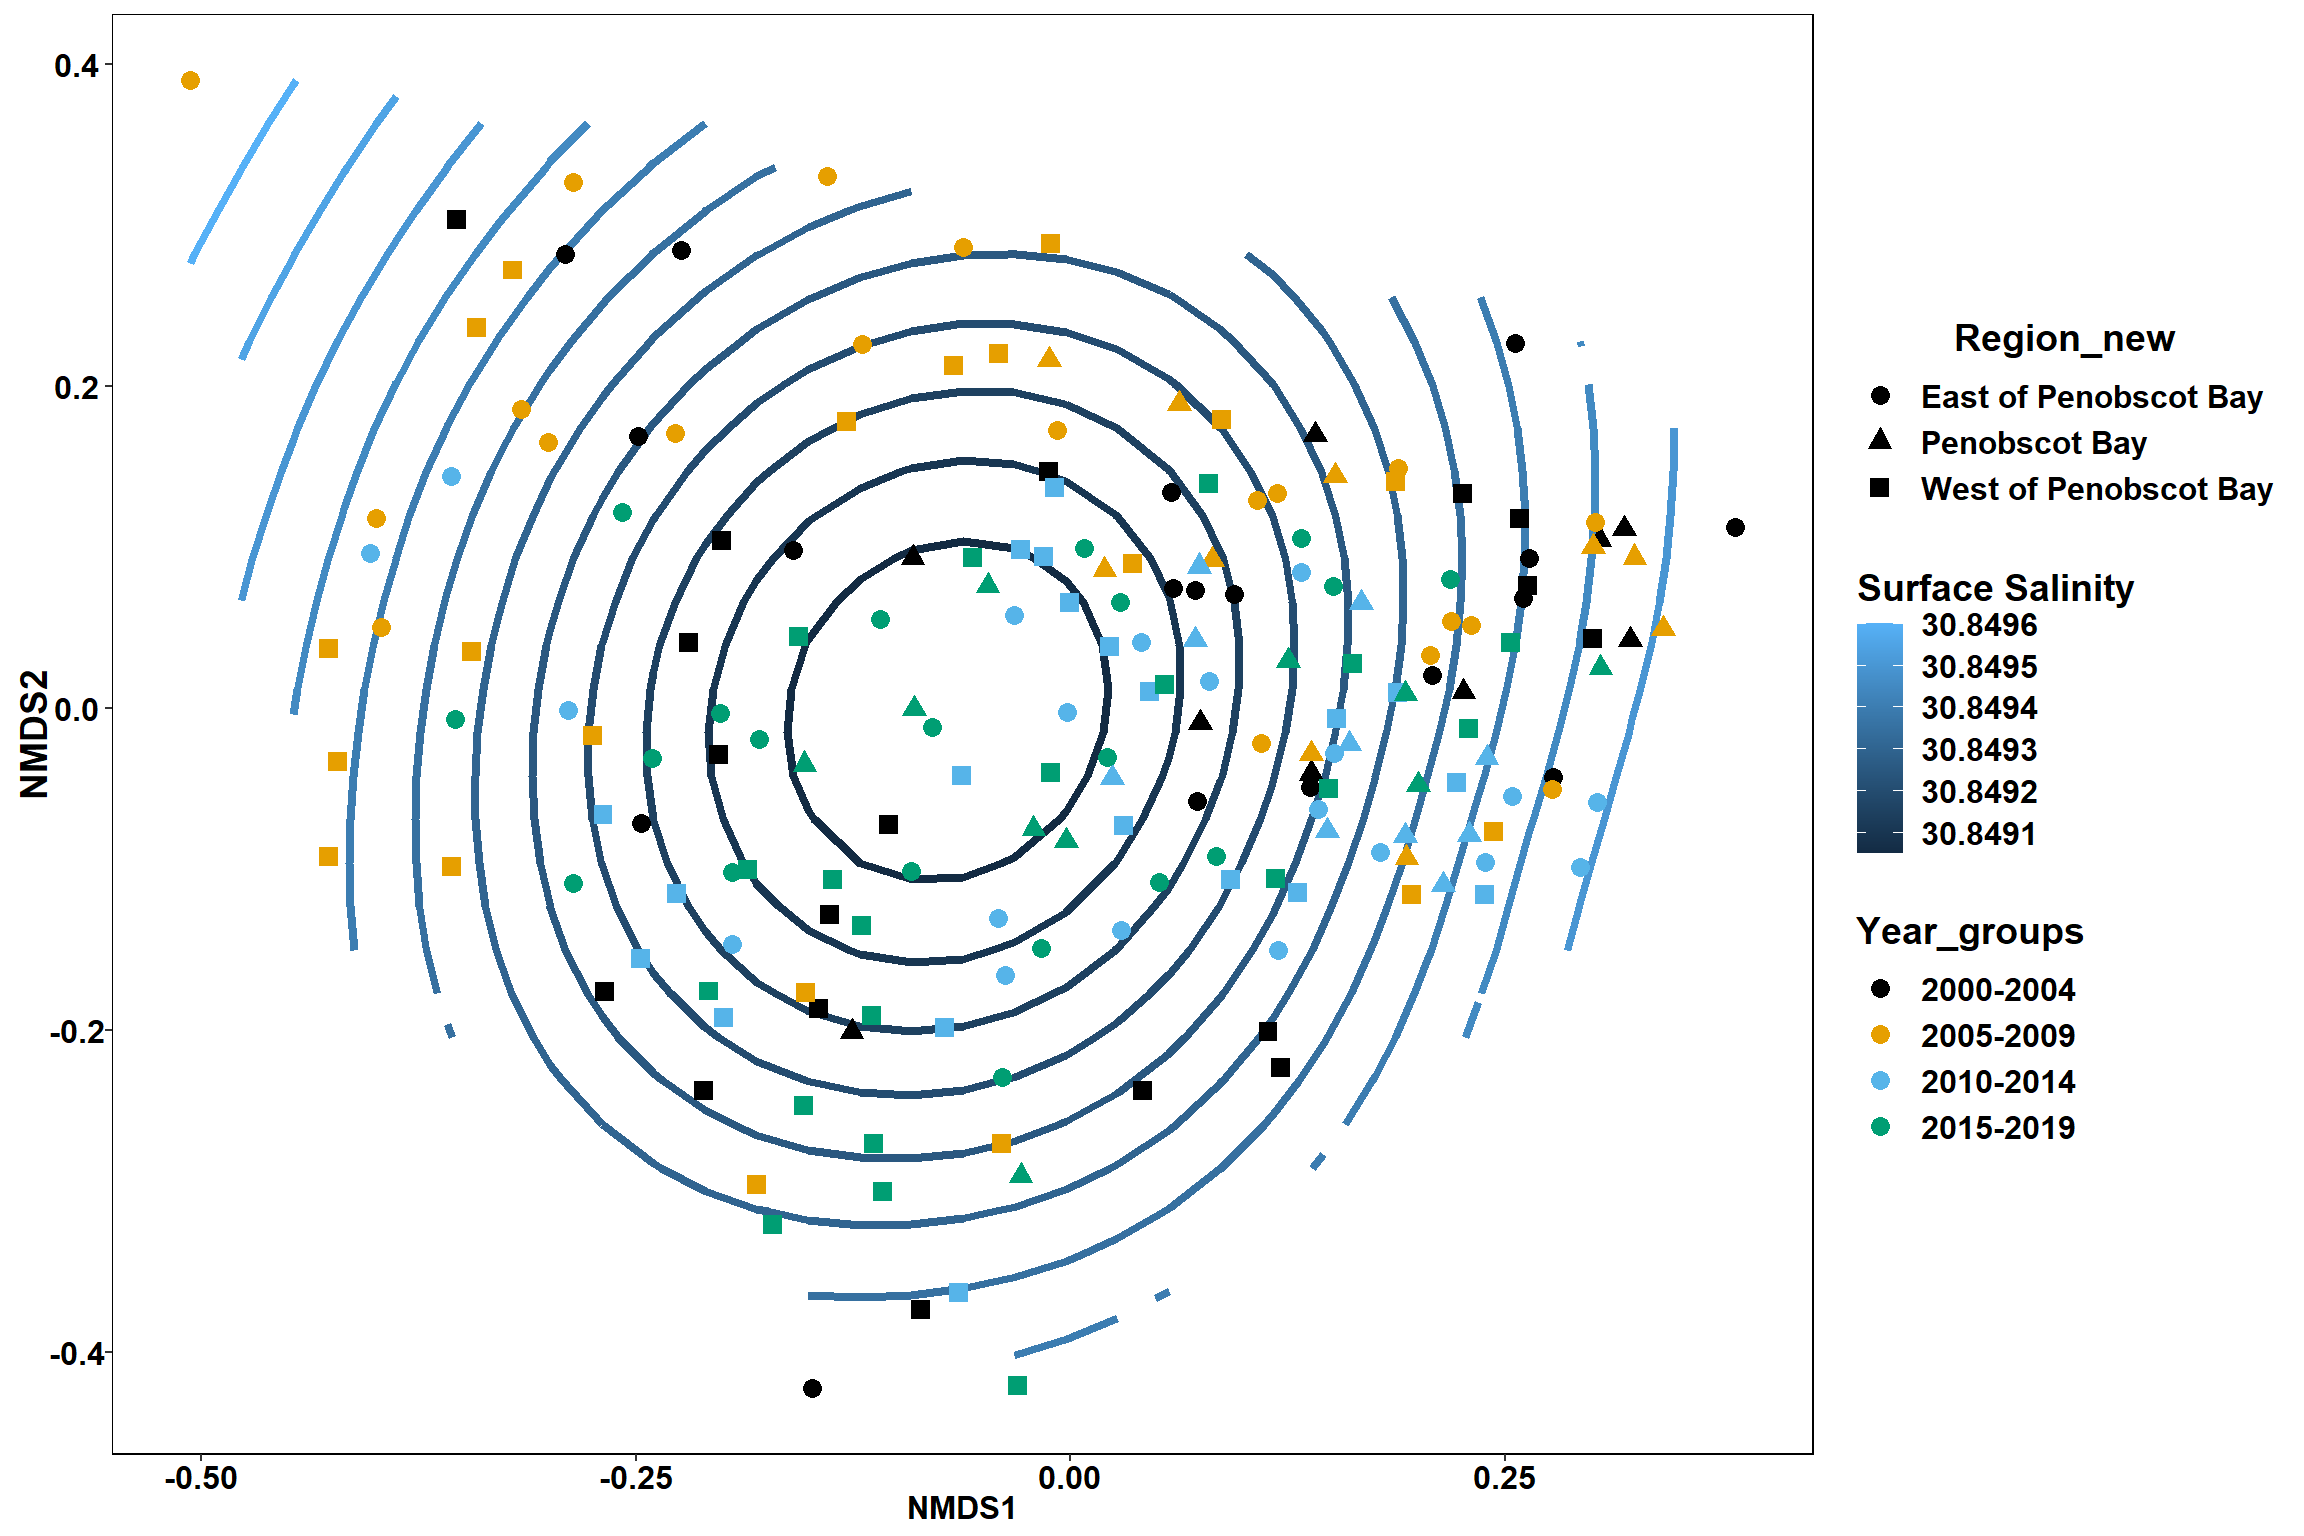 0.4
0.2
0.0
-0.2
-0.4
NMDS2
-0.50
-0.25
0.00
0.25
NMDS1
Region_new
East of Penobscot Bay
Penobscot Bay
West of Penobscot Bay
Surface Salinity
30.8496
30.8495
30.8494
30.8493
30.8492
30.8491
Year_groups
2000-2004
2005-2009
2010-2014
2015-2019